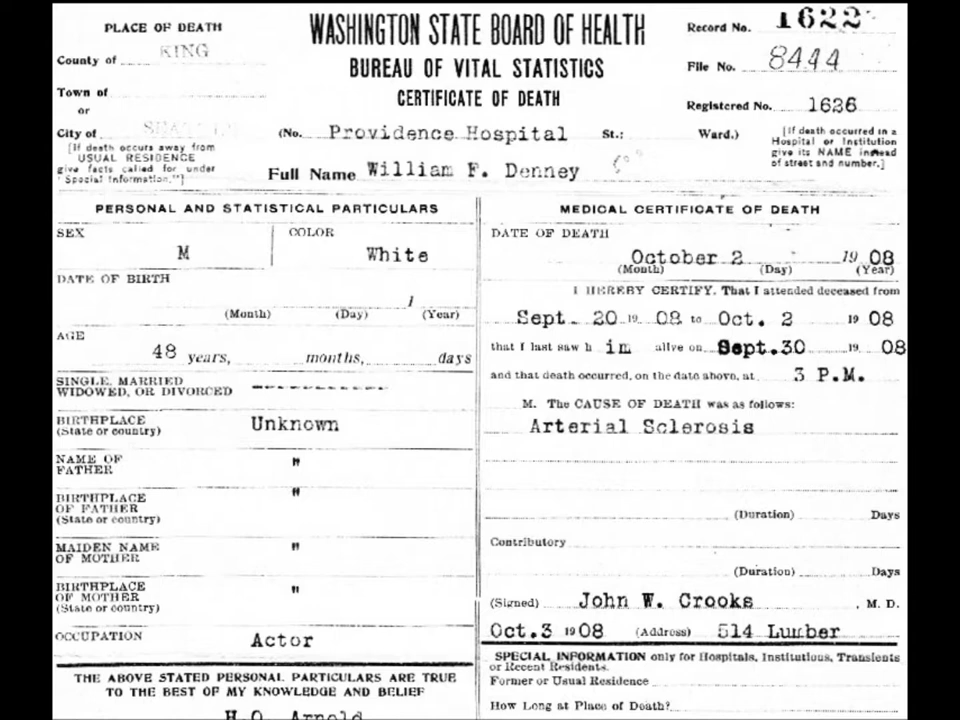 PLACE OF DEATH
County of KING
Town of
or
City of
[If death occurs away from
USUAL RESIDENCE
give facts called for under
"Special Information."]
WASHINGTON STATE BOARD OF HEALTH
BUREAU OF VITAL STATISTICS
CERTIFICATE OF DEATH
Record No. 1622
File No. 8444
Registered No. 1626
(No. Providence Hospital St.; Ward.)
[If death occurred in a
Hospital or Institution
give its NAME instead
of street and number.]
Full Name William F. Denney
PERSONAL AND STATISTICAL PARTICULARS
SEX
M
COLOR
White
DATE OF BIRTH
1
(Month) (Day) (Year)
AGE
48 years, months, days
SINGLE, MARRIED
WIDOWED, OR DIVORCED ----------------
BIRTHPLACE
(State or country) Unknown
NAME OF
FATHER "
BIRTHPLACE
OF FATHER "
(State or country)
MAIDEN NAME
OF MOTHER "
BIRTHPLACE
OF MOTHER "
(State or country)
OCCUPATION Actor
THE ABOVE STATED PERSONAL PARTICULARS ARE TRUE
TO THE BEST OF MY KNOWLEDGE AND BELIEF
H.O. Arnold
MEDICAL CERTIFICATE OF DEATH
DATE OF DEATH
October 2 1908
(Month) (Day) (Year)
I HEREBY CERTIFY. That I attended deceased from
Sept. 20 19 08 to Oct. 2 19 08
that I last saw h im alive on Sept.30 19 08
and that death occurred, on the date above, at 3 P.M.
M. The CAUSE OF DEATH was as follows:
Arterial Sclerosis
(Duration) Days
Contributory
(Duration) Days
(Signed) John W. Crooks , M. D.
Oct.3 1908 (Address) 514 Lumber
SPECIAL INFORMATION only for Hospitals, Institutions, Transients
or Recent Residents.
Former or Usual Residence
How Long at Place of Death?